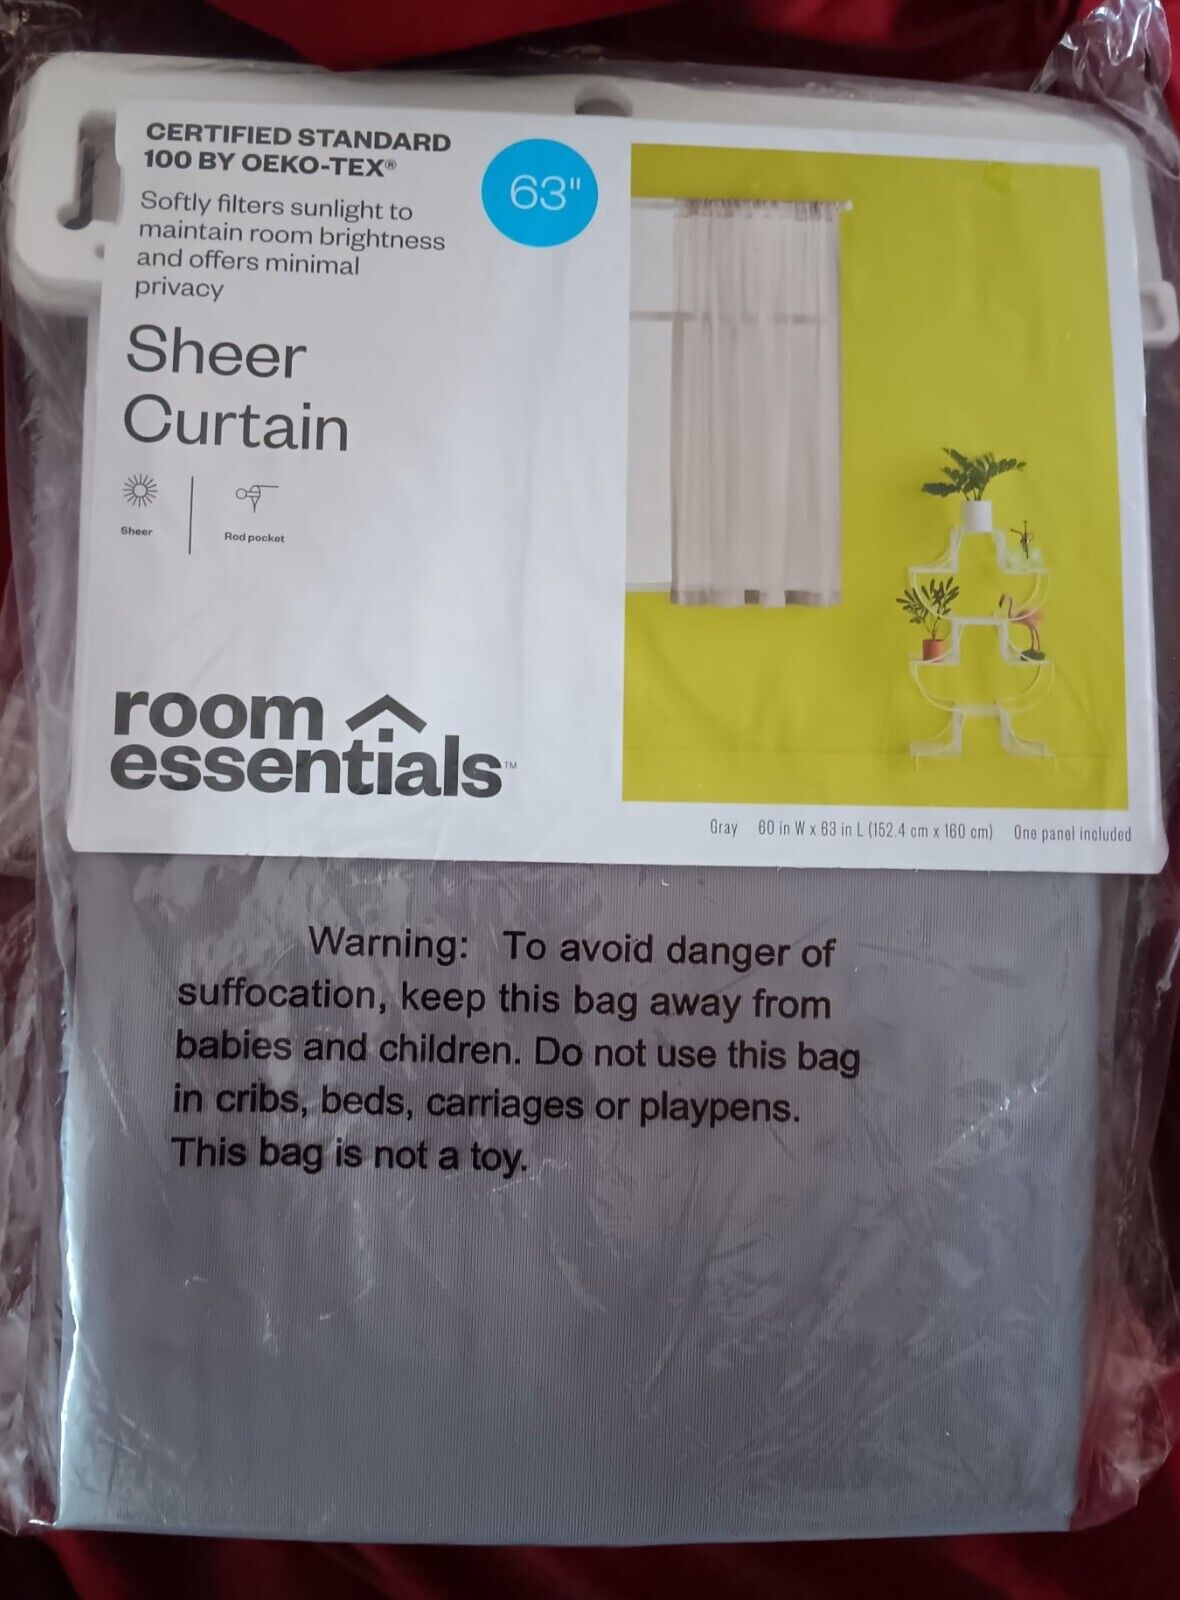 CERTIFIED STANDARD
100 BY OEKO-TEX®
Softly filters sunlight to
maintain room brightness
and offers minimal
privacy
63"
Sheer
Curtain
Sheer
Rod pocket
room
essentials™
Gray 60 in W x 63 in L (152.4 cm x 160 cm) One panel included
Warning: To avoid danger of
suffocation, keep this bag away from
babies and children. Do not use this bag
in cribs, beds, carriages or playpens.
This bag is not a toy.